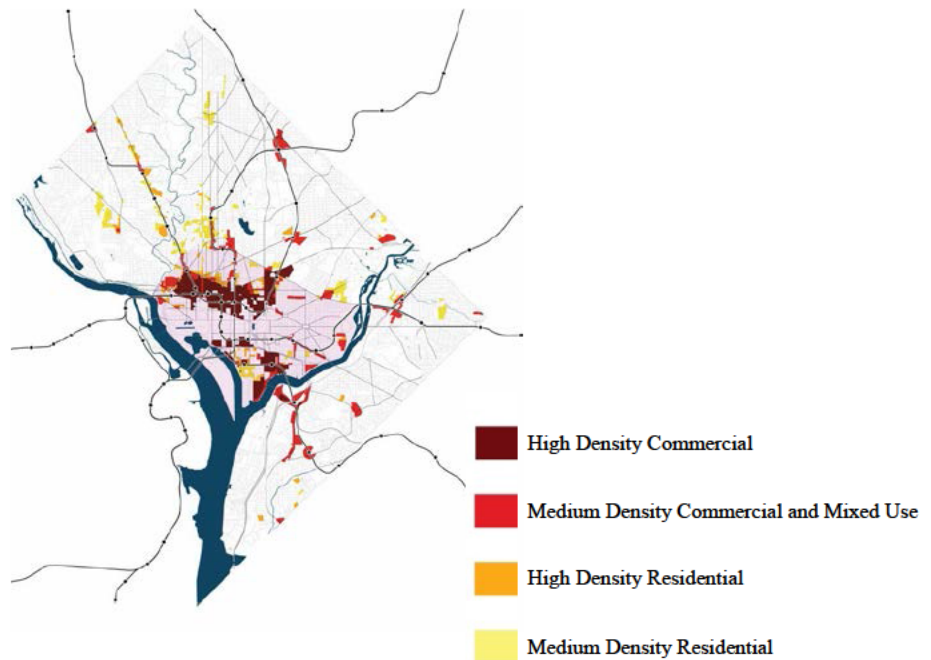 High Density Commercial
Medium Density Commercial and Mixed Use
High Density Residential
Medium Density Residential